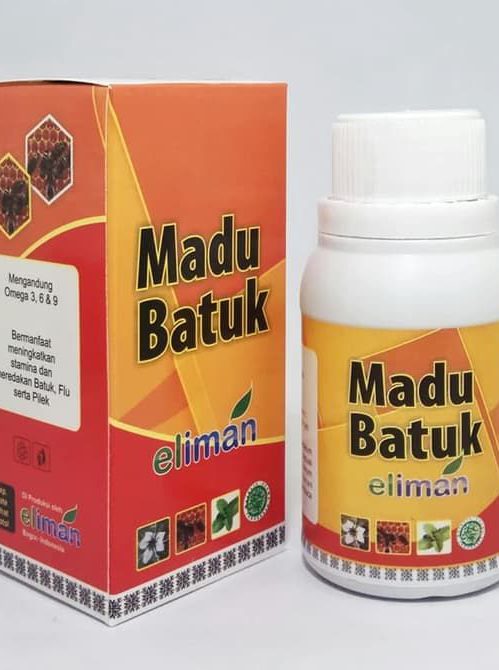 Mengandung
Omega 3, 6 & 9
Bermanfaat
meningkatkan
stamina dan
meredakan Batuk, Flu
serta Pilek
Di Produksi oleh:
eliman
Bogor-Indonesia
Madu
Batuk
eliman
Madu
Batuk
eliman